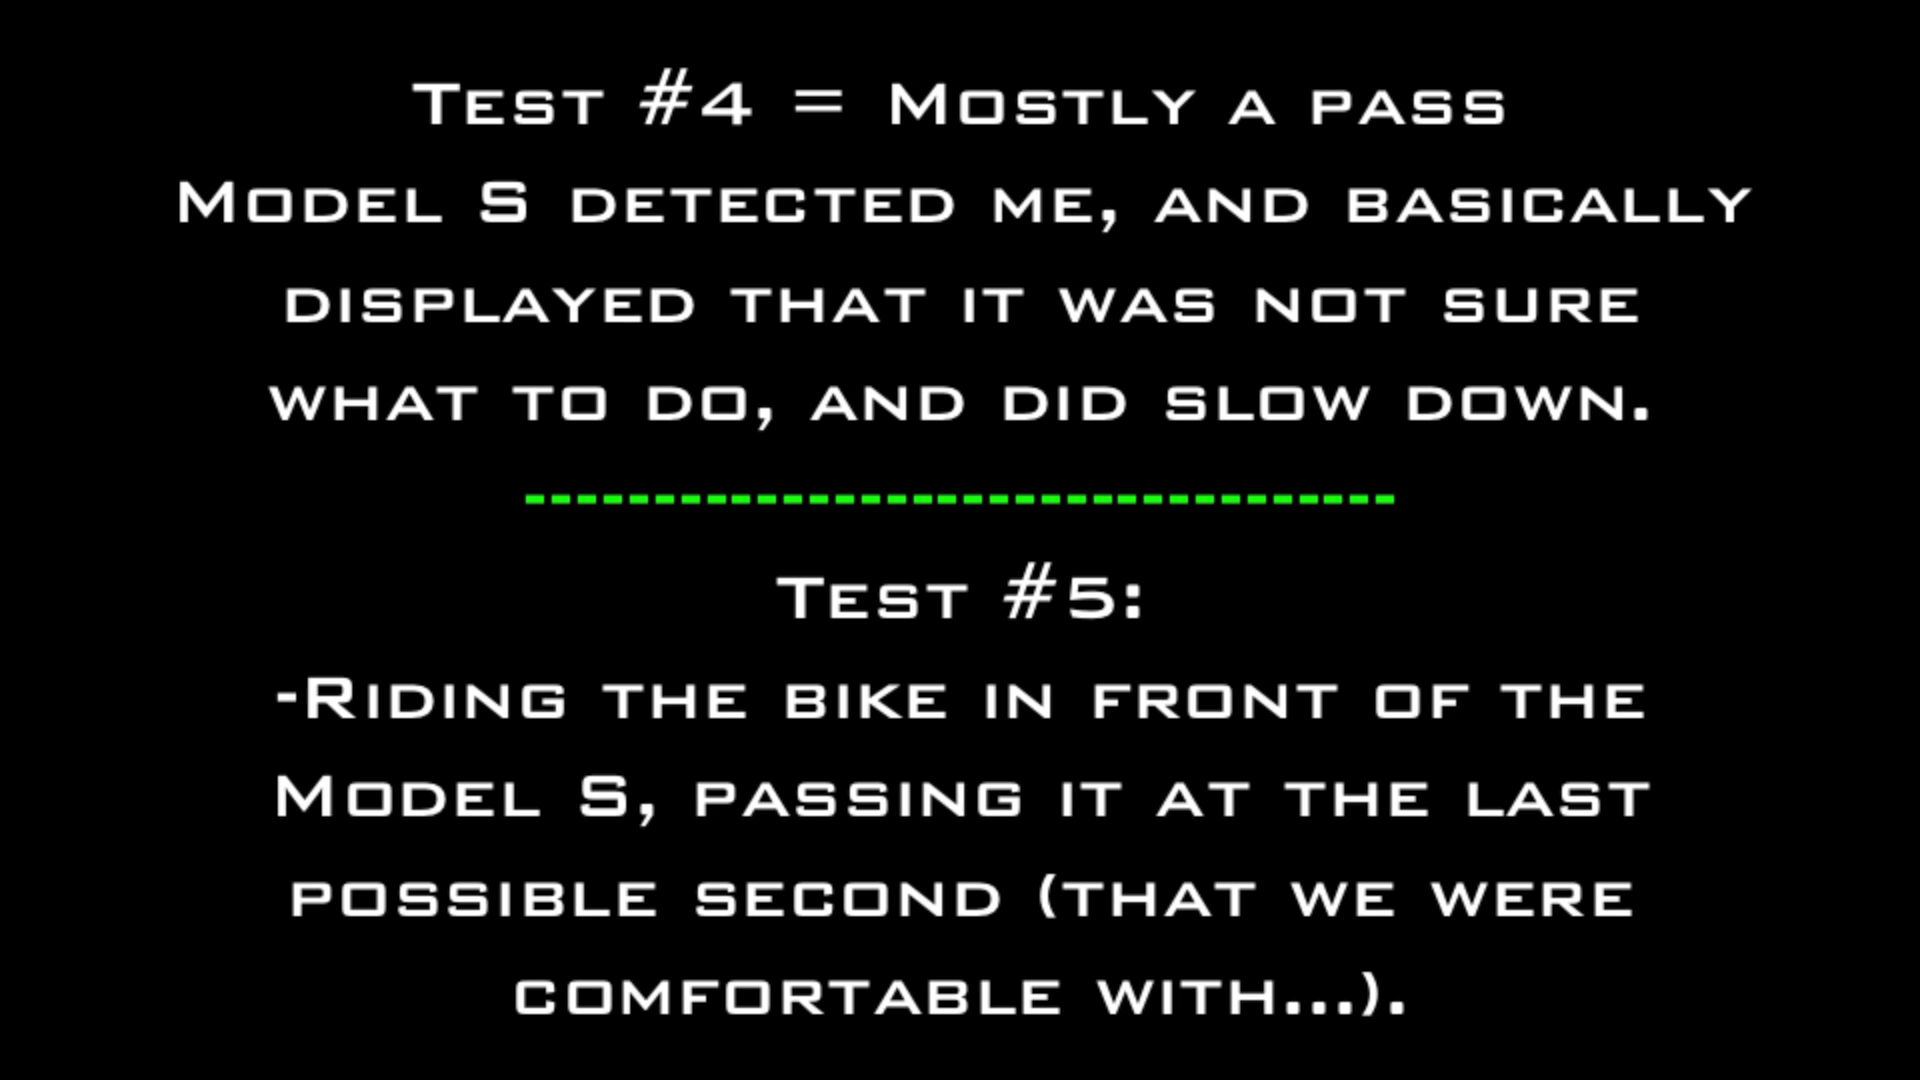 Test #4 = Mostly a pass
Model S detected me, and basically
displayed that it was not sure
what to do, and did slow down.
----------------------------------
Test #5:
-Riding the bike in front of the
Model S, passing it at the last
possible second (that we were
comfortable with...).